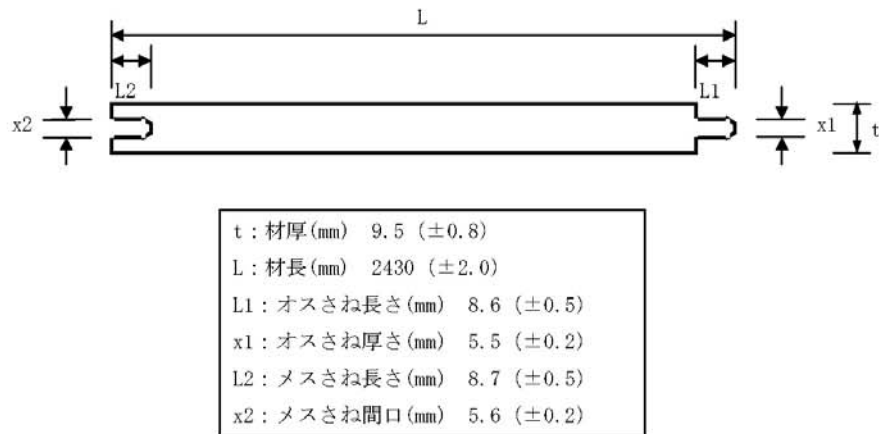 L
L2
L1
x2
x1
t
t：材厚(mm) 9.5 (±0.8)
L：材長(mm) 2430 (±2.0)
L1：オスさね長さ(mm) 8.6 (±0.5)
x1：オスさね厚さ(mm) 5.5 (±0.2)
L2：メスさね長さ(mm) 8.7 (±0.5)
x2：メスさね間口(mm) 5.6 (±0.2)